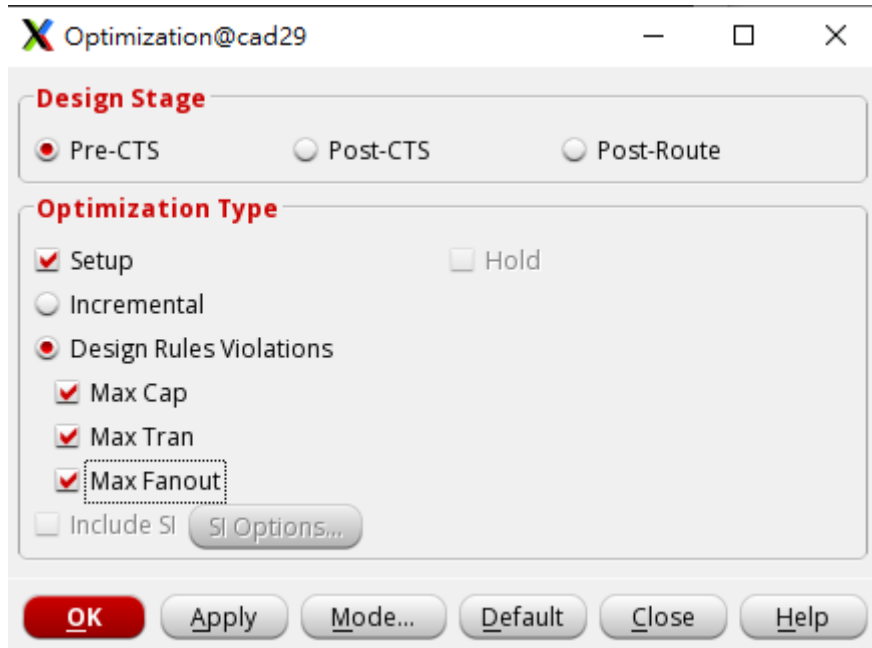 Optimization@cad29
Design Stage
Pre-CTS Post-CTS Post-Route
Optimization Type
Setup Hold
Incremental
Design Rules Violations
Max Cap
Max Tran
Max Fanout
Include SI SI Options...
OK Apply Mode... Default Close Help